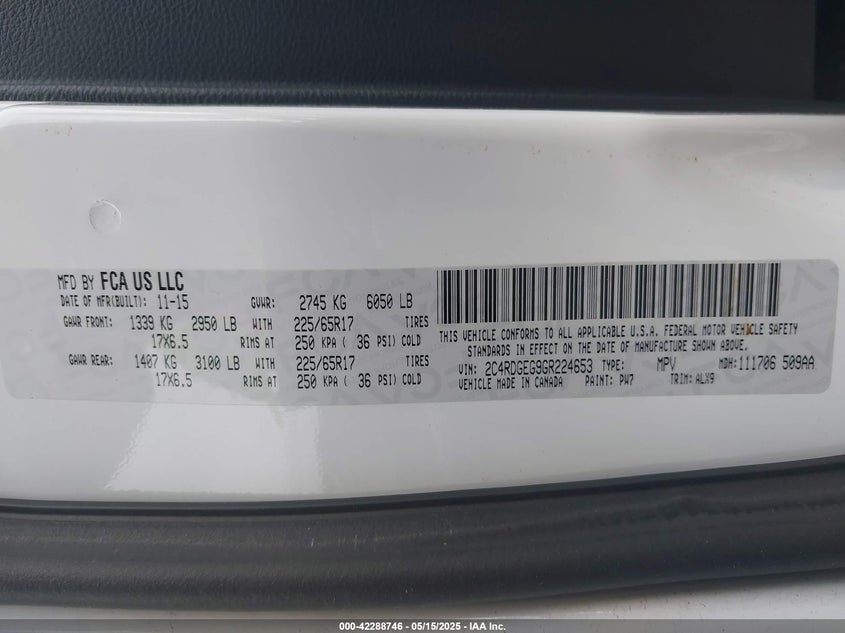 MFD BY FCA US LLC
DATE OF MFR(BUILT): 11-15 GVWR: 2745 KG 6050 LB
GAWR FRONT: 1339 KG 2950 LB WITH 225/65R17 TIRES
17X6.5 RIMS AT 250 KPA ( 36 PSI) COLD
GAWR REAR: 1407 KG 3100 LB WITH 225/65R17 TIRES
17X6.5 RIMS AT 250 KPA ( 36 PSI) COLD
THIS VEHICLE CONFORMS TO ALL APPLICABLE U.S.A. FEDERAL MOTOR VEHICLE SAFETY
STANDARDS IN EFFECT ON THE DATE OF MANUFACTURE SHOWN ABOVE.
VIN: 2C4RDGEG9GR224653 TYPE: MPV MDH: 111706 509AA
VEHICLE MADE IN CANADA PAINT: PW7 TRIM: ALX9
000-42288746 — 05/15/2025 — IAA Inc.